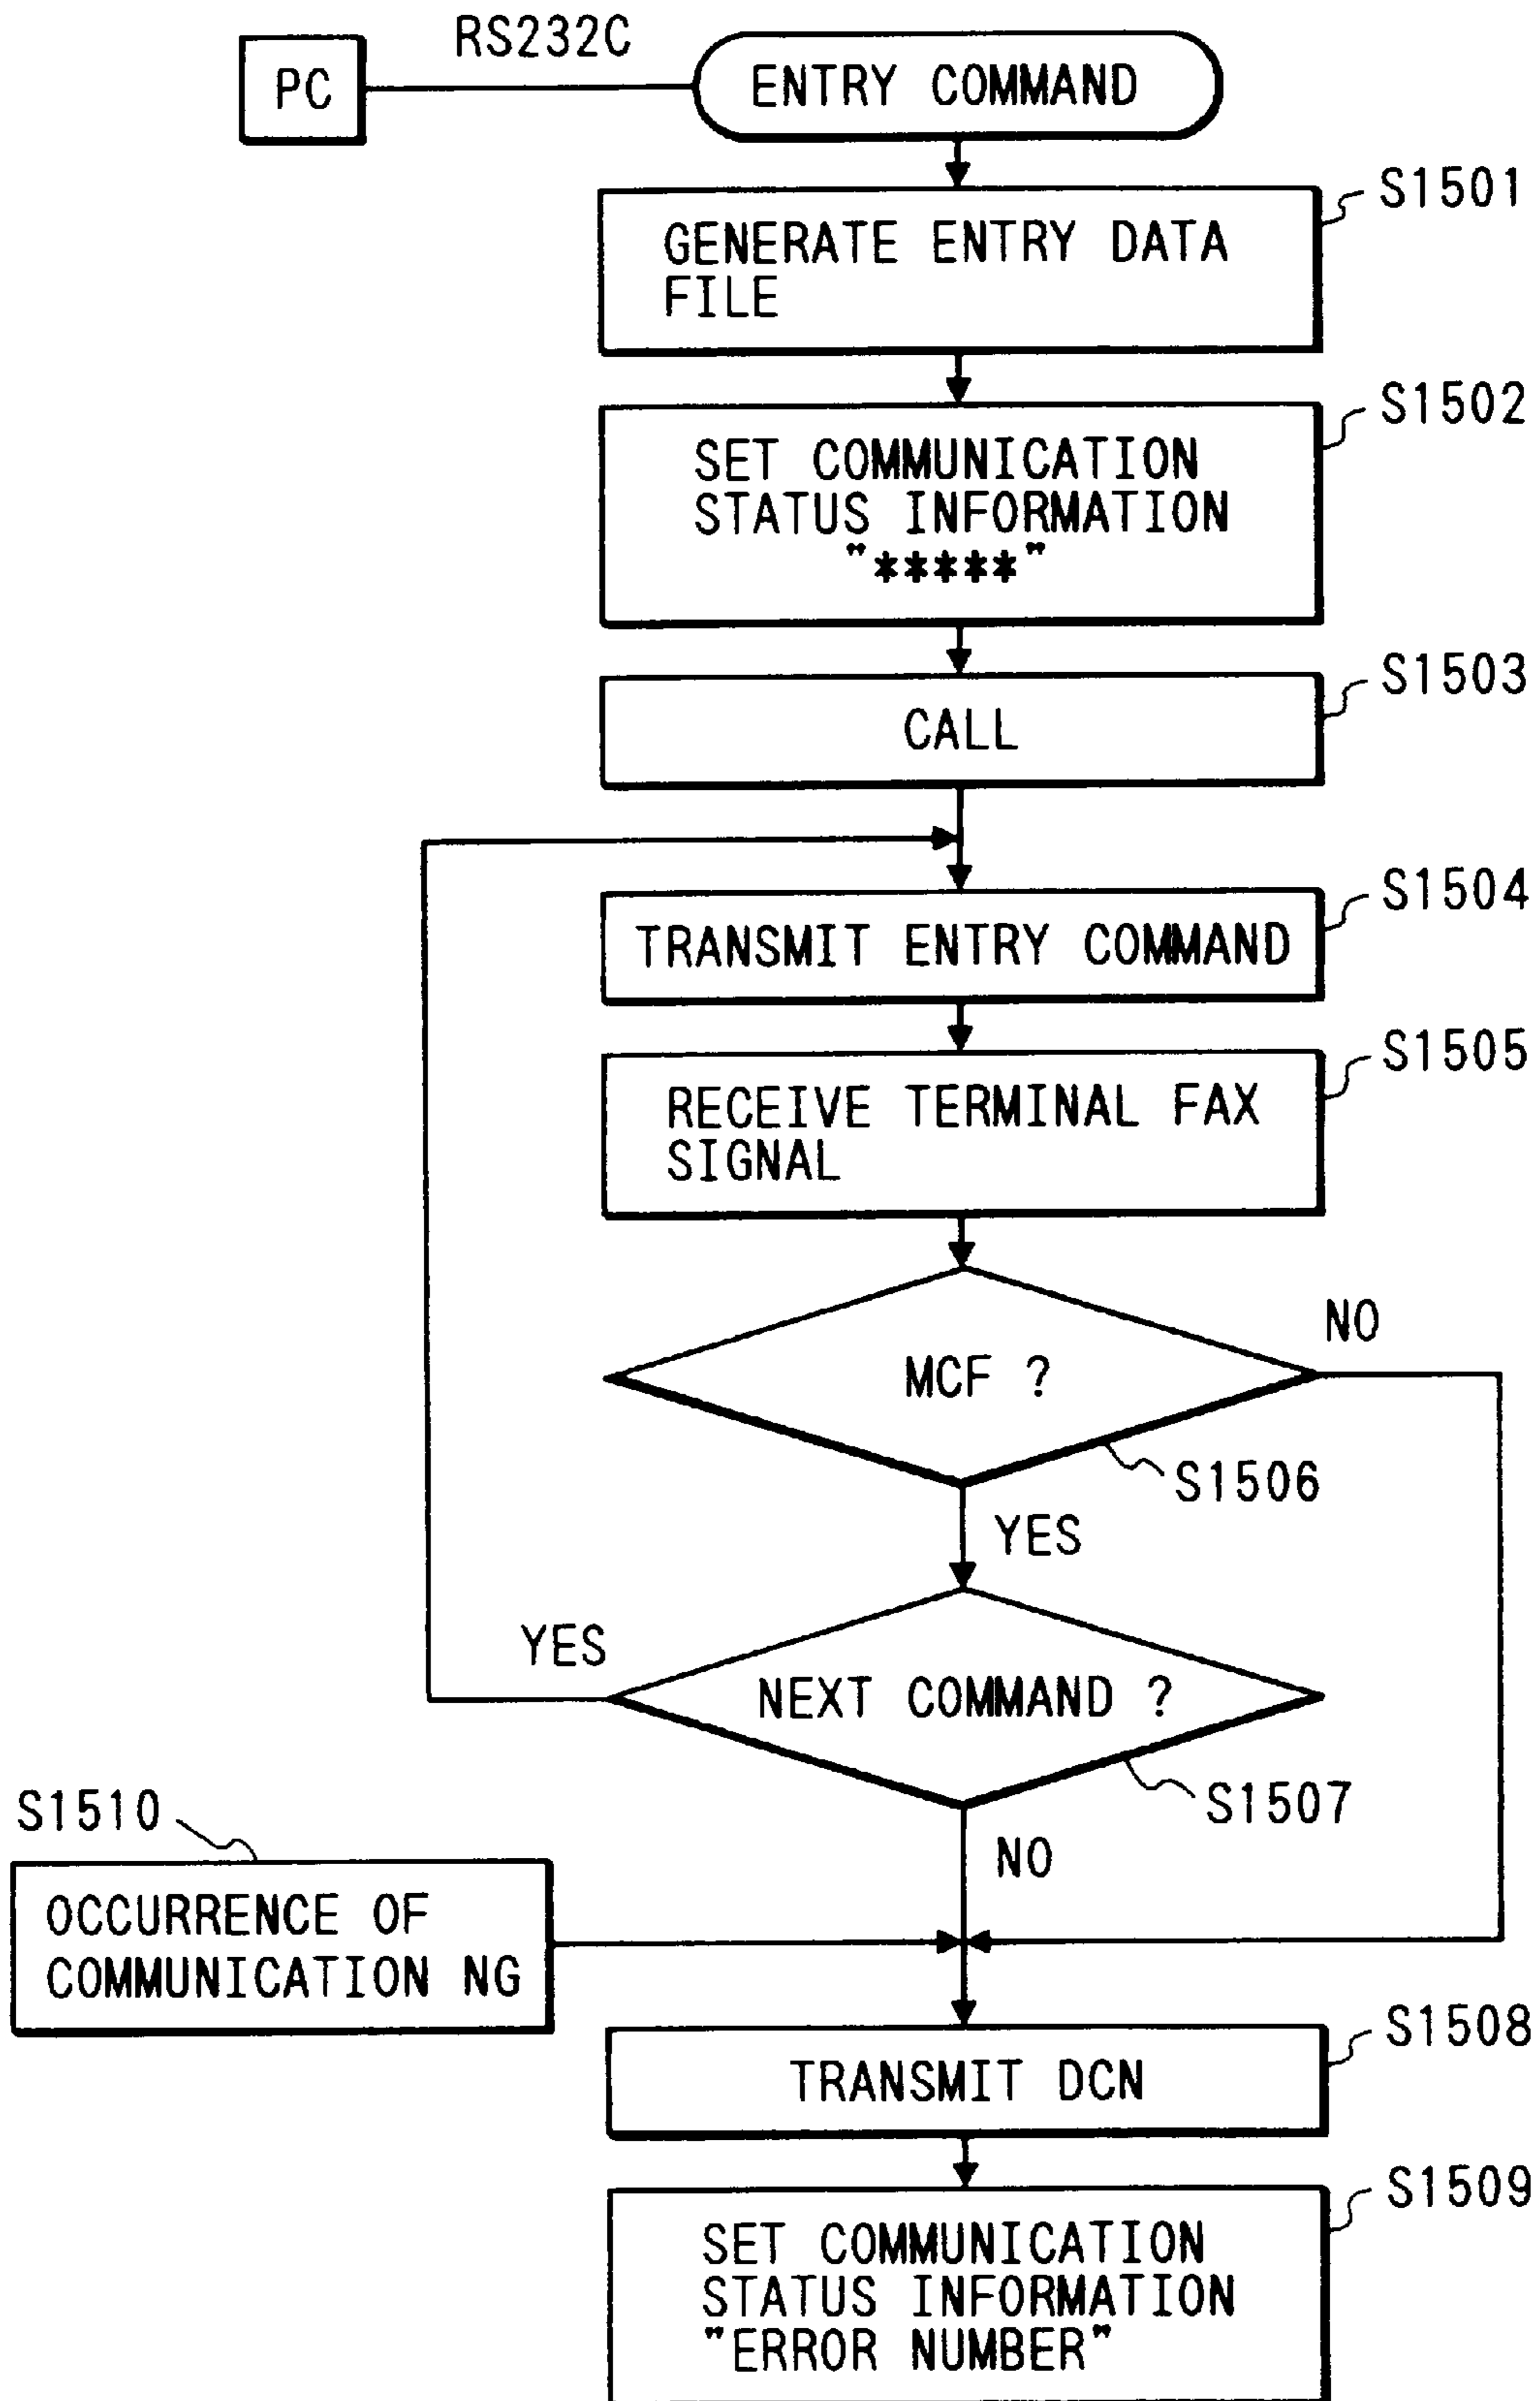 RS232C
PC
ENTRY COMMAND
S1501
GENERATE ENTRY DATA
FILE
S1502
SET COMMUNICATION
STATUS INFORMATION
"*****"
S1503
CALL
S1504
TRANSMIT ENTRY COMMAND
S1505
RECEIVE TERMINAL FAX
SIGNAL
NO
MCF ?
S1506
YES
YES
NEXT COMMAND ?
S1507
S1510
NO
OCCURRENCE OF
COMMUNICATION NG
S1508
TRANSMIT DCN
S1509
SET COMMUNICATION
STATUS INFORMATION
"ERROR NUMBER"